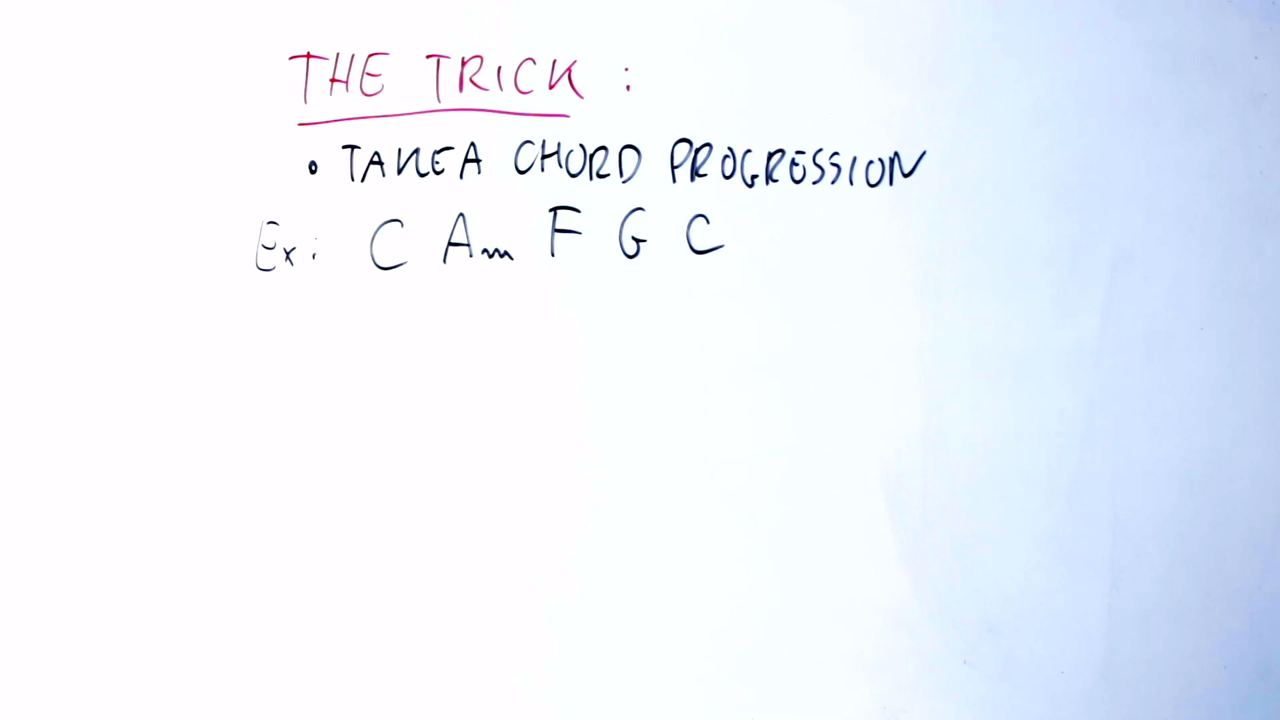 THE TRICK :
• TAKE A CHORD PROGRESSION
Ex: C Am F G C